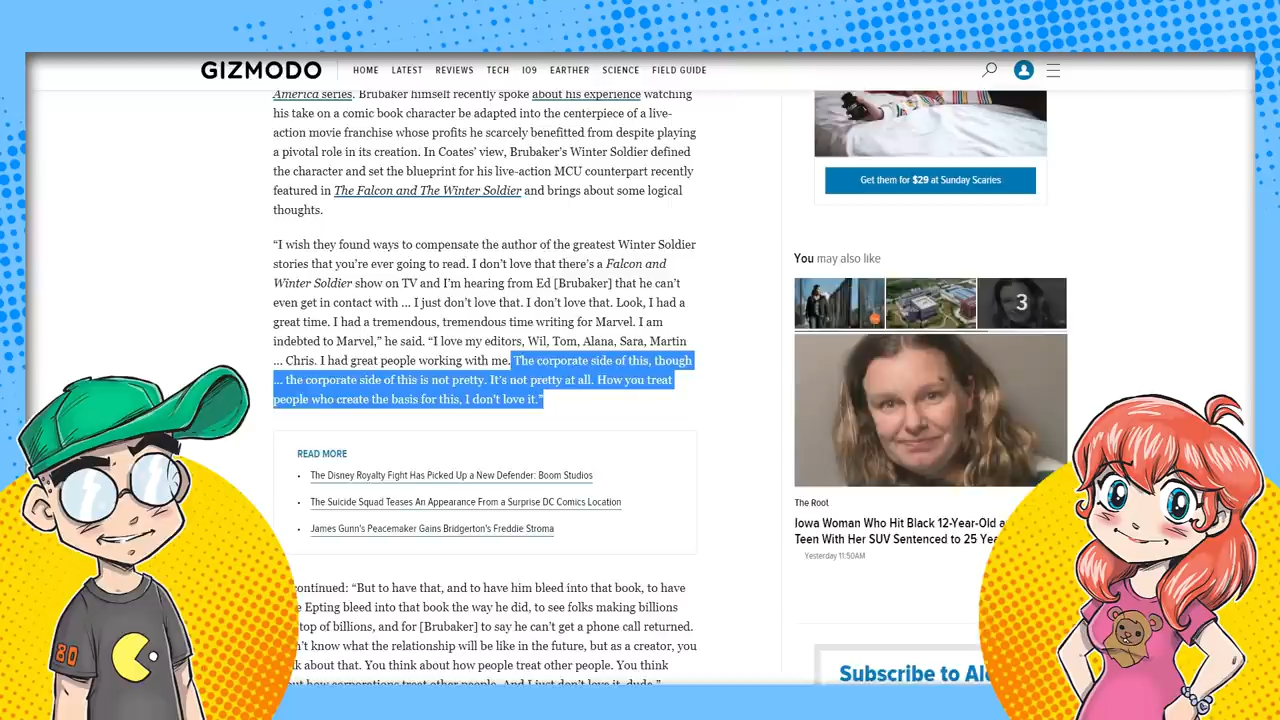 GIZMODO
HOME LATEST REVIEWS TECH IO9 EARTHER SCIENCE FIELD GUIDE
America series. Brubaker himself recently spoke about his experience watching
his take on a comic book character be adapted into the centerpiece of a live-
action movie franchise whose profits he scarcely benefitted from despite playing
a pivotal role in its creation. In Coates’ view, Brubaker’s Winter Soldier defined
the character and set the blueprint for his live-action MCU counterpart recently
featured in The Falcon and The Winter Soldier and brings about some logical
thoughts.
“I wish they found ways to compensate the author of the greatest Winter Soldier
stories that you’re ever going to read. I don’t love that there’s a Falcon and
Winter Soldier show on TV and I’m hearing from Ed [Brubaker] that he can’t
even get in contact with ... I just don’t love that. I don’t love that. Look, I had a
great time. I had a tremendous, tremendous time writing for Marvel. I am
indebted to Marvel,” he said. “I love my editors, Wil, Tom, Alana, Sara, Martin
... Chris. I had great people working with me. The corporate side of this, though
... the corporate side of this is not pretty. It’s not pretty at all. How you treat
people who create the basis for this, I don’t love it.”
READ MORE
• The Disney Royalty Fight Has Picked Up a New Defender: Boom Studios
• The Suicide Squad Teases An Appearance From a Surprise DC Comics Location
• James Gunn's Peacemaker Gains Bridgerton's Freddie Stroma
continued: “But to have that, and to have him bleed into that book, to have
Epting bleed into that book the way he did, to see folks making billions
top of billions, and for [Brubaker] to say he can’t get a phone call returned.
know what the relationship will be like in the future, but as a creator, you
about that. You think about how people treat other people. You think
how corporations treat other people. And I just don’t love it, dude.”
Get them for $29 at Sunday Scaries
You may also like
3
The Root
Iowa Woman Who Hit Black 12-Year-Old a
Teen With Her SUV Sentenced to 25
Yesterday 11:50AM
Subscribe to
80